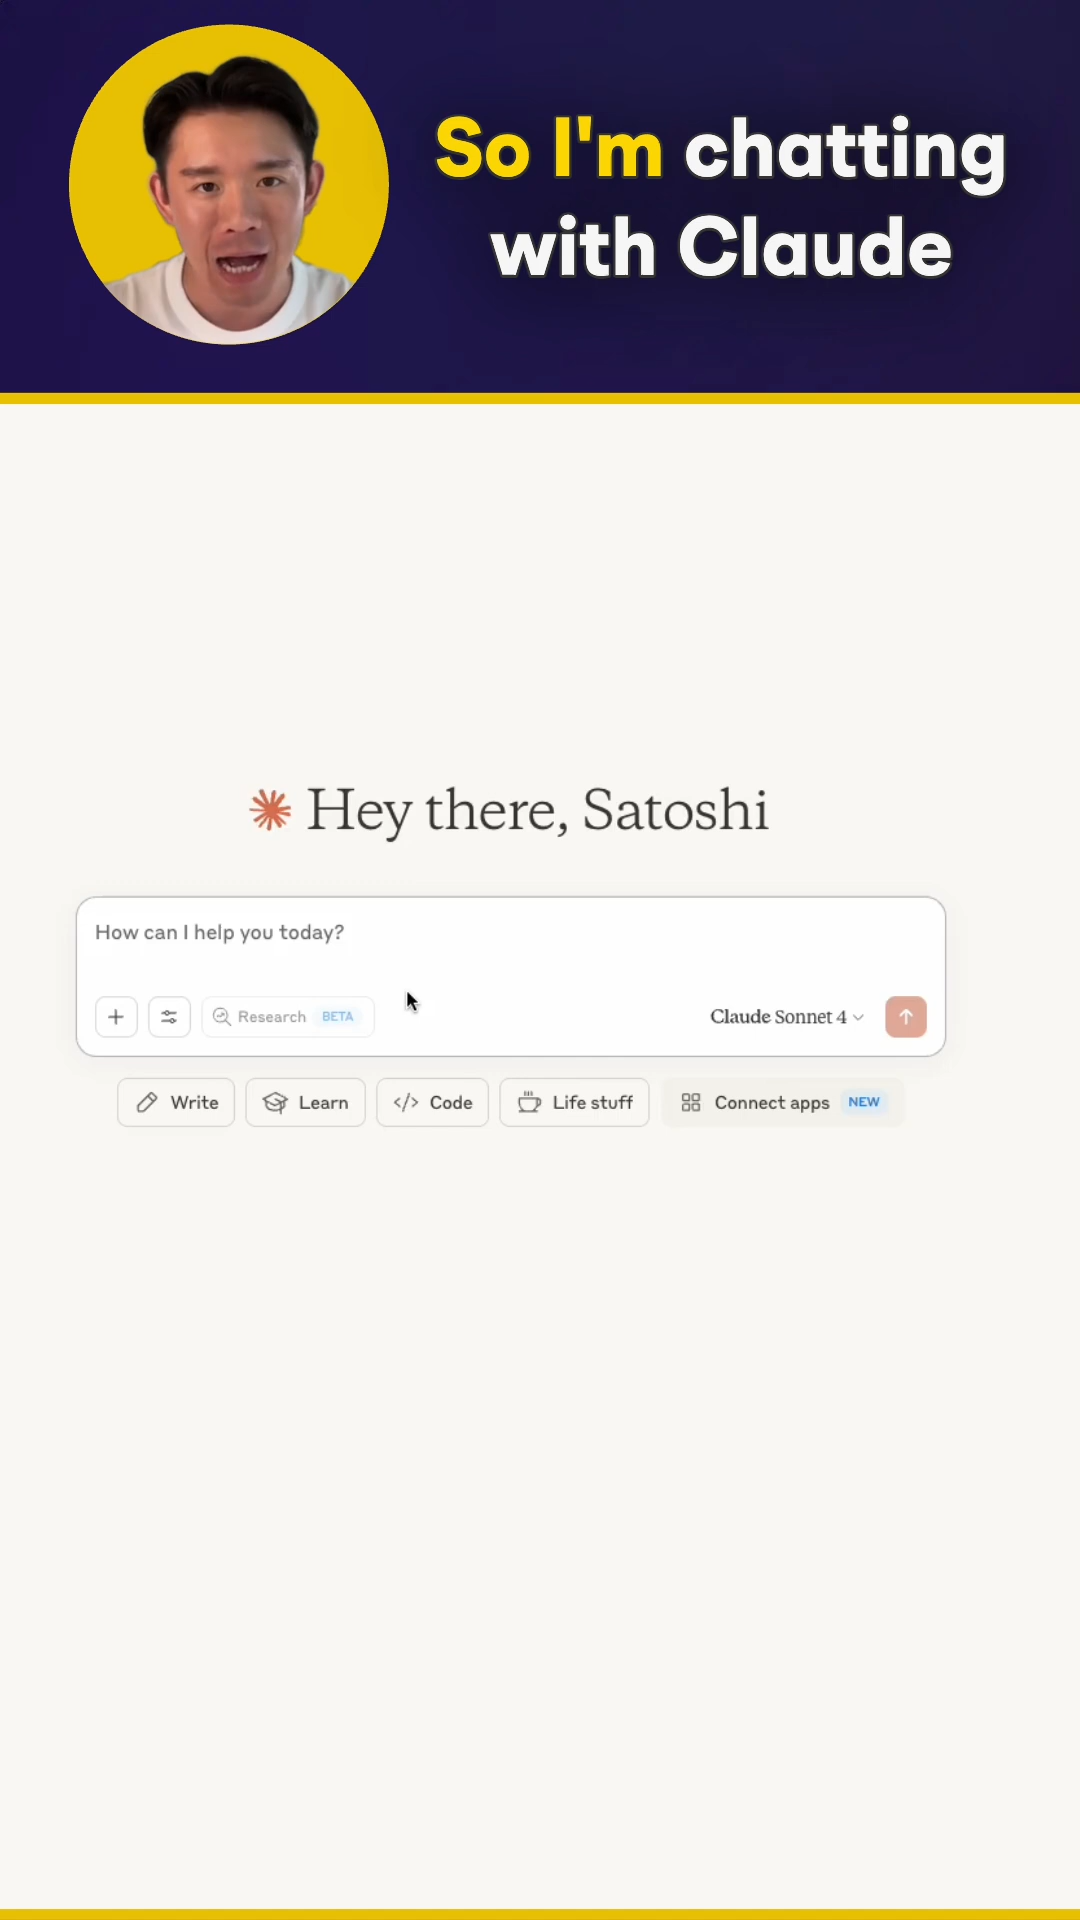 So I'm chatting
with Claude
Hey there, Satoshi
How can I help you today?
Research BETA
Claude Sonnet 4
Write
Learn
Code
Life stuff
Connect apps NEW